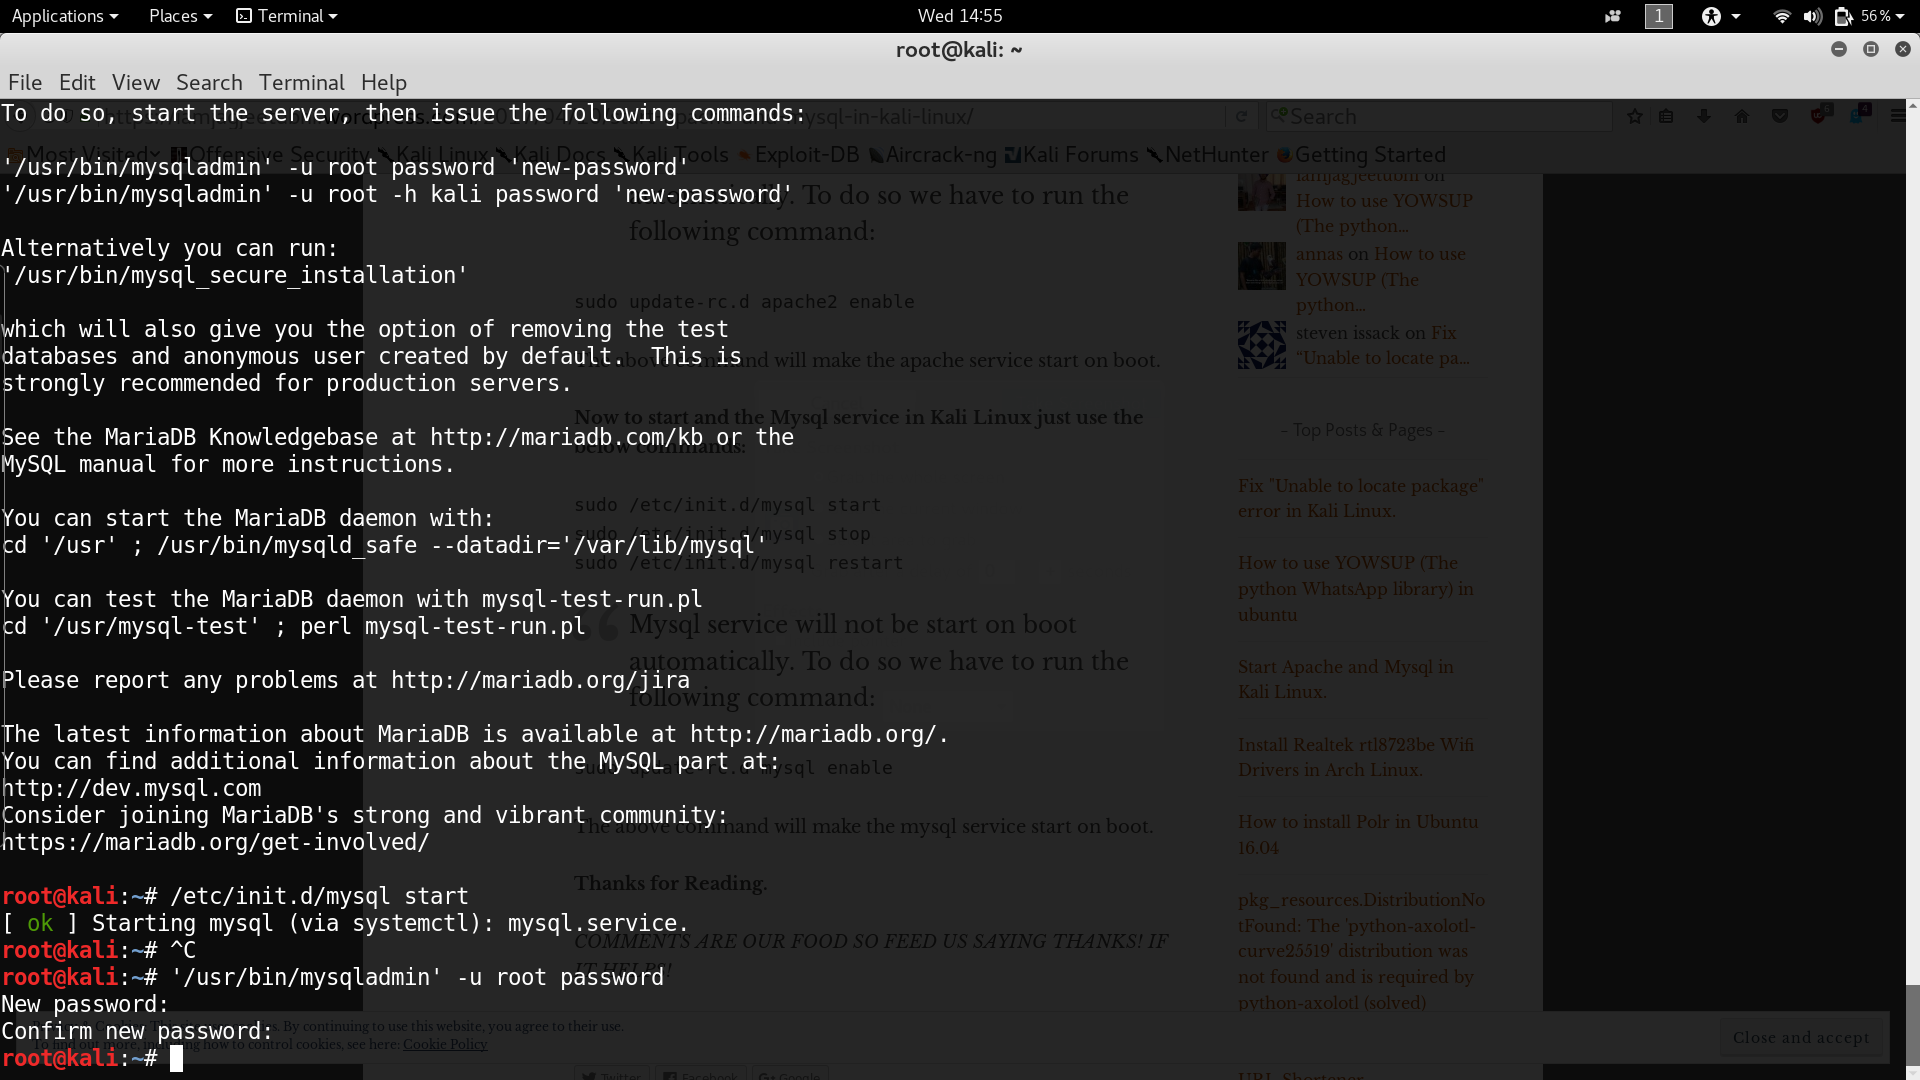 Applications Places Terminal Wed 14:55 1 56%
root@kali: ~
File Edit View Search Terminal Help
To do so, start the server, then issue the following commands:
'/usr/bin/mysqladmin' -u root password 'new-password'
'/usr/bin/mysqladmin' -u root -h kali password 'new-password'
Alternatively you can run:
'/usr/bin/mysql_secure_installation'
which will also give you the option of removing the test
databases and anonymous user created by default.  This is
strongly recommended for production servers.
See the MariaDB Knowledgebase at http://mariadb.com/kb or the
MySQL manual for more instructions.
You can start the MariaDB daemon with:
cd '/usr' ; /usr/bin/mysqld_safe --datadir='/var/lib/mysql'
You can test the MariaDB daemon with mysql-test-run.pl
cd '/usr/mysql-test' ; perl mysql-test-run.pl
Please report any problems at http://mariadb.org/jira
The latest information about MariaDB is available at http://mariadb.org/.
You can find additional information about the MySQL part at:
http://dev.mysql.com
Consider joining MariaDB's strong and vibrant community:
https://mariadb.org/get-involved/
root@kali:~# /etc/init.d/mysql start
[ ok ] Starting mysql (via systemctl): mysql.service.
root@kali:~# ^C
root@kali:~# '/usr/bin/mysqladmin' -u root password
New password:
Confirm new password:
root@kali:~#
mysql-in-kali-linux/
Search
Most Visited Offensive Security Kali Linux Kali Docs Kali Tools Exploit-DB Aircrack-ng Kali Forums NetHunter Getting Started
automatically. To do so we have to run the
following command:
sudo update-rc.d apache2 enable
The above command will make the apache service start on boot.
Now to start and the Mysql service in Kali Linux just use the
below commands:
sudo /etc/init.d/mysql start
sudo /etc/init.d/mysql stop
sudo /etc/init.d/mysql restart
Mysql service will not be start on boot
automatically. To do so we have to run the
following command:
sudo update-rc.d mysql enable
The above command will make the mysql service start on boot.
Thanks for Reading.
COMMENTS ARE OUR FOOD SO FEED US SAYING THANKS! IF
IT HELPS!
By continuing to use this website, you agree to their use.
To find out more, including how to control cookies, see here: Cookie Policy
Close and accept
Twitter Facebook Google
iamjagjeetubhi on
How to use YOWSUP
(The python…
annas on How to use
YOWSUP (The
python…
steven issack on Fix
“Unable to locate pa…
– Top Posts & Pages –
Fix "Unable to locate package"
error in Kali Linux.
How to use YOWSUP (The
python WhatsApp library) in
ubuntu
Start Apache and Mysql in
Kali Linux.
Install Realtek rtl8723be Wifi
Drivers in Arch Linux.
How to install Polr in Ubuntu
16.04
pkg_resources.DistributionNo
tFound: The 'python-axolotl-
curve25519' distribution was
not found and is required by
python-axolotl (solved)
URL Shortener